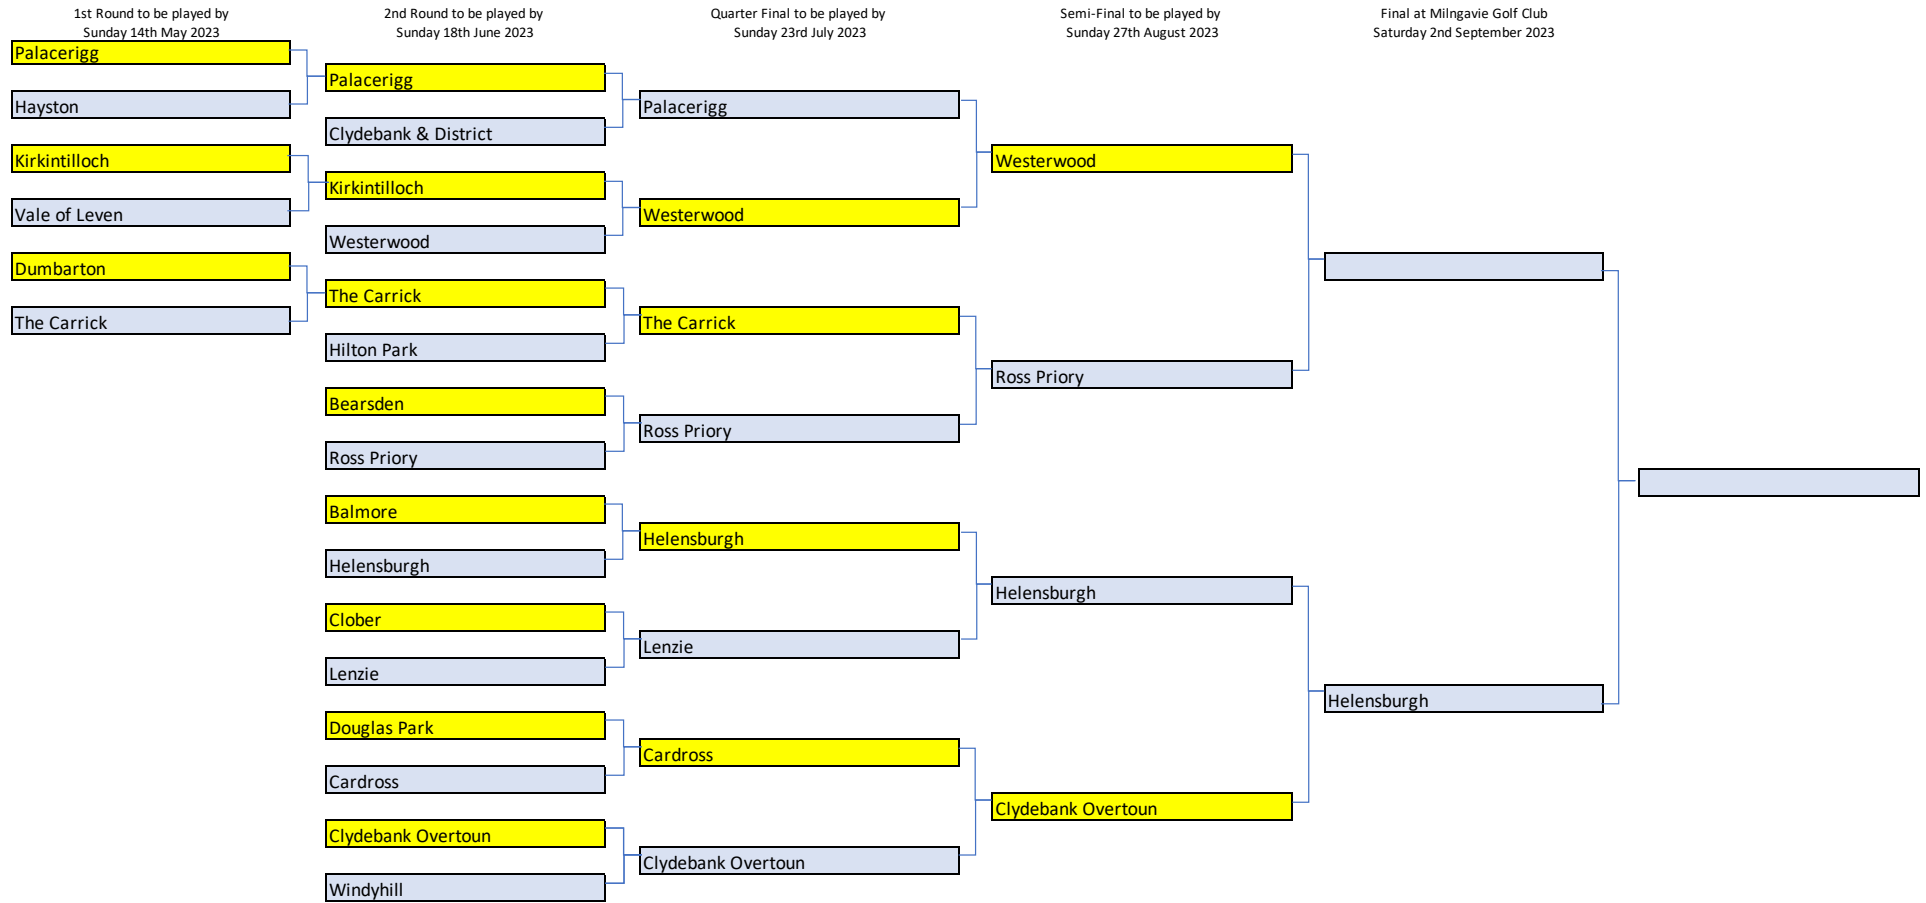 1st Round to be played by
Sunday 14th May 2023
Palacerigg
Hayston
Kirkintilloch
Vale of Leven
Dumbarton
The Carrick
2nd Round to be played by
Sunday 18th June 2023
Palacerigg
Clydebank & District
Kirkintilloch
Westerwood
The Carrick
Hilton Park
Bearsden
Ross Priory
Balmore
Helensburgh
Clober
Lenzie
Douglas Park
Cardross
Clydebank Overtoun
Windyhill
Quarter Final to be played by
Sunday 23rd July 2023
Palacerigg
Westerwood
The Carrick
Ross Priory
Helensburgh
Lenzie
Cardross
Clydebank Overtoun
Semi-Final to be played by
Sunday 27th August 2023
Westerwood
Ross Priory
Helensburgh
Clydebank Overtoun
Final at Milngavie Golf Club
Saturday 2nd September 2023
Helensburgh